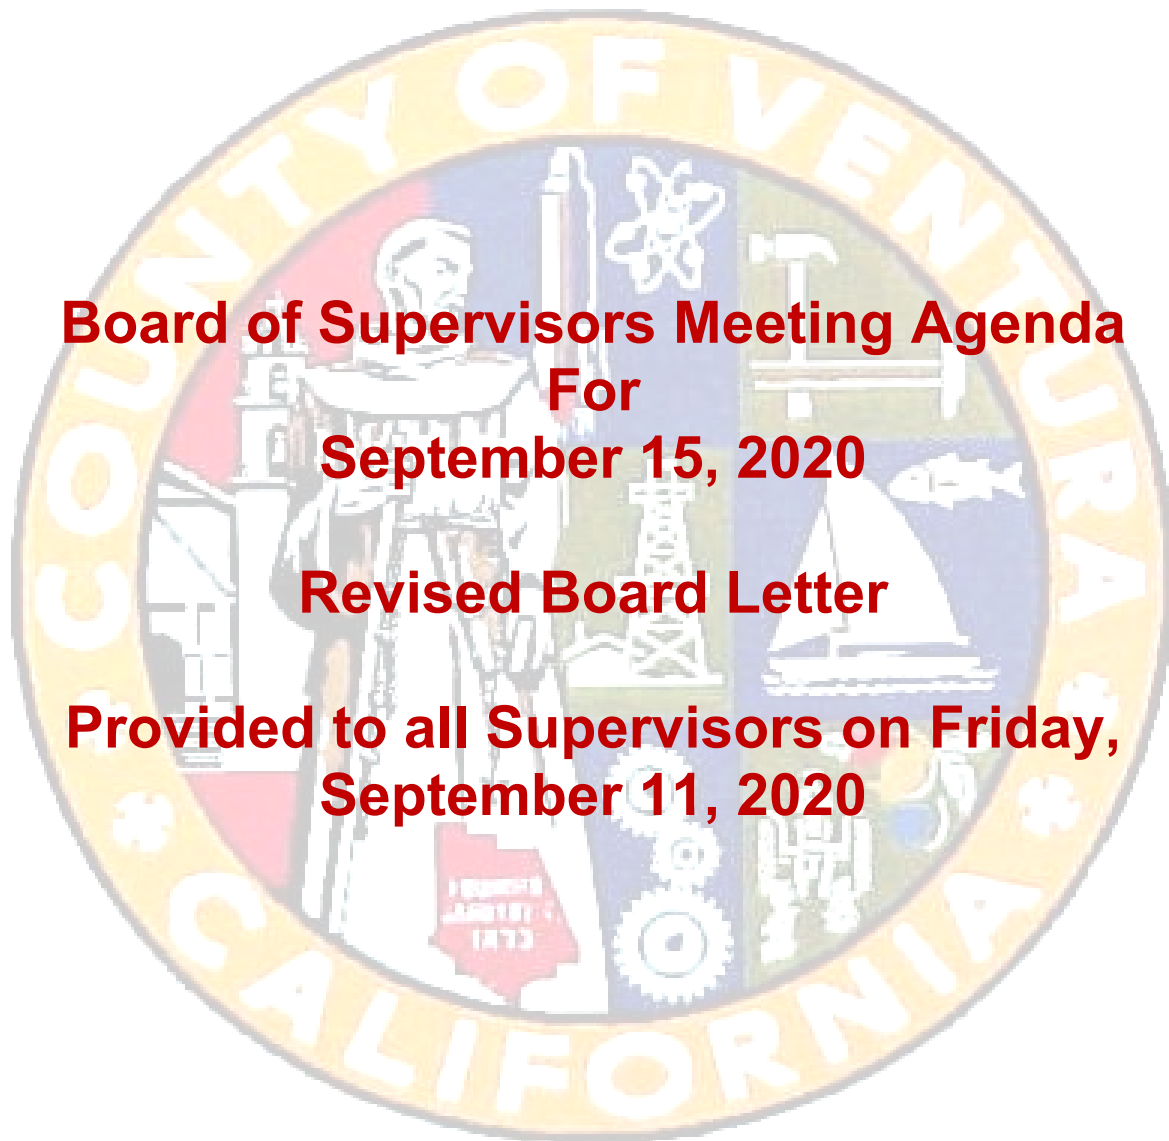 COUNTY OF VENTURA
Board of Supervisors Meeting Agenda
For
September 15, 2020
Revised Board Letter
Provided to all Supervisors on Friday,
September 11, 2020
1873
CALIFORNIA